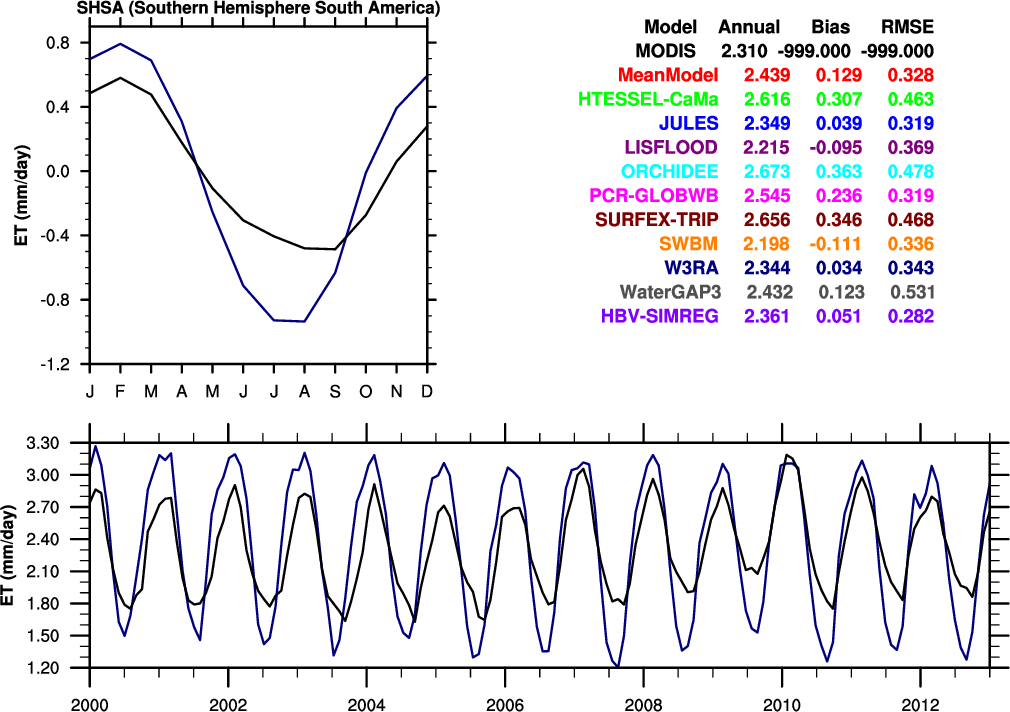 SHSA (Southern Hemisphere South America)
ET (mm/day)
0.8
0.4
0.0
-0.4
-0.8
-1.2
J F M A M J J A S O N D
Model Annual Bias RMSE
MODIS 2.310 -999.000 -999.000
MeanModel 2.439 0.129 0.328
HTESSEL-CaMa 2.616 0.307 0.463
JULES 2.349 0.039 0.319
LISFLOOD 2.215 -0.095 0.369
ORCHIDEE 2.673 0.363 0.478
PCR-GLOBWB 2.545 0.236 0.319
SURFEX-TRIP 2.656 0.346 0.468
SWBM 2.198 -0.111 0.336
W3RA 2.344 0.034 0.343
WaterGAP3 2.432 0.123 0.531
HBV-SIMREG 2.361 0.051 0.282
ET (mm/day)
3.30
3.00
2.70
2.40
2.10
1.80
1.50
1.20
2000 2002 2004 2006 2008 2010 2012